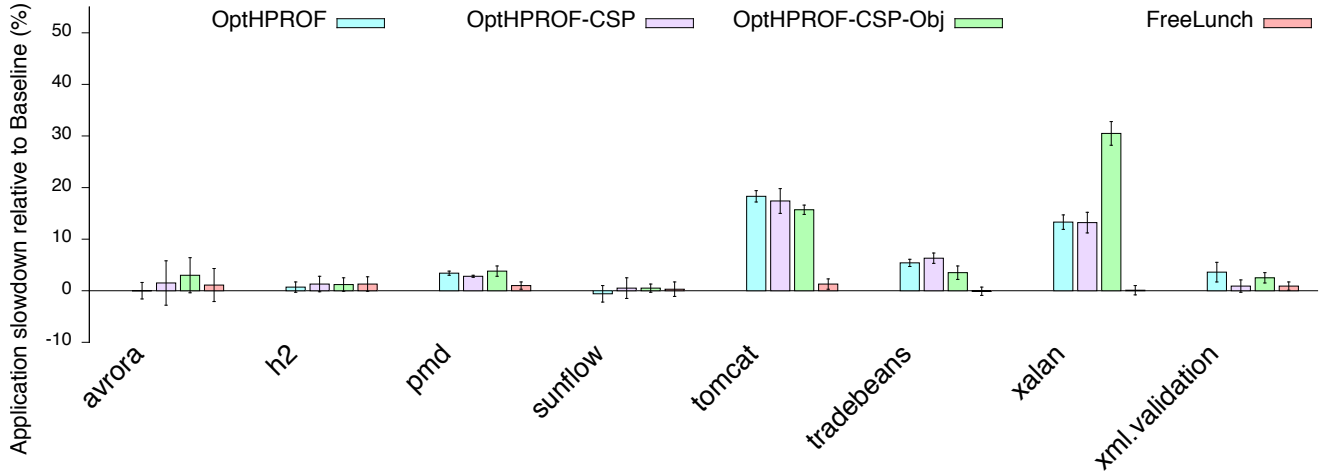 OptHPROF
OptHPROF-CSP
OptHPROF-CSP-Obj
FreeLunch
Application slowdown relative to Baseline (%)
50
40
30
20
10
0
-10
avrora
h2
pmd
sunflow
tomcat
tradebeans
xalan
xml.validation